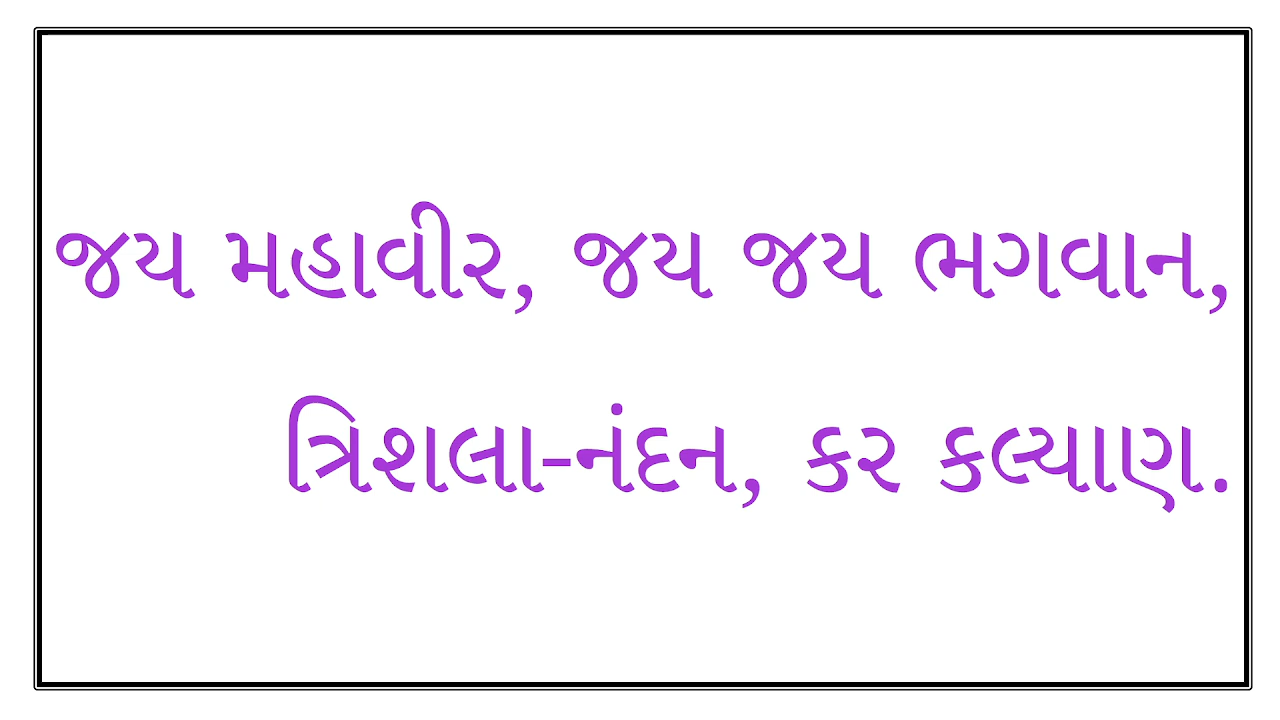 જય મહાવીર, જય જય ભગવાન,
ત્રિશલા-નંદન, કર કલ્યાણ.